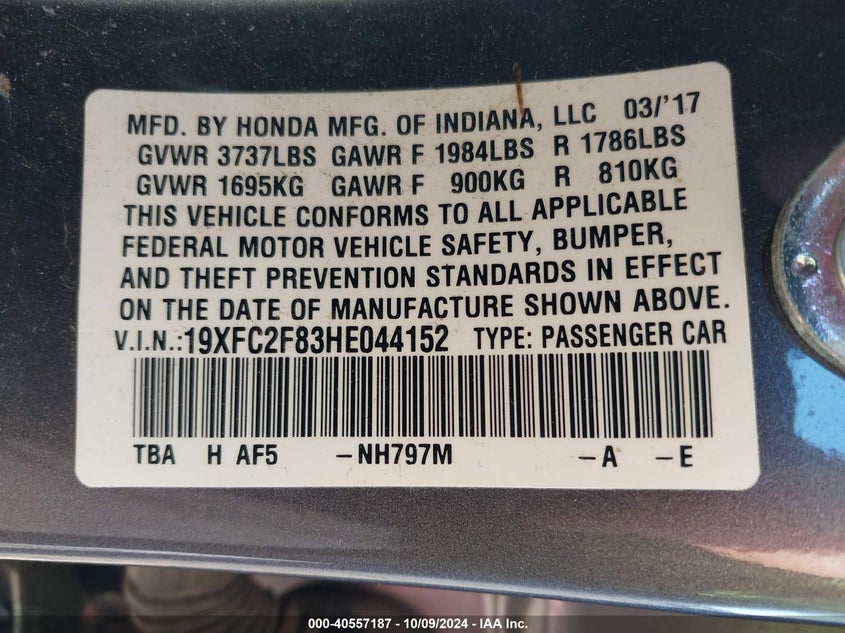 MFD. BY HONDA MFG. OF INDIANA, LLC 03/'17
GVWR 3737LBS GAWR F 1984LBS R 1786LBS
GVWR 1695KG GAWR F 900KG R 810KG
THIS VEHICLE CONFORMS TO ALL APPLICABLE
FEDERAL MOTOR VEHICLE SAFETY, BUMPER,
AND THEFT PREVENTION STANDARDS IN EFFECT
ON THE DATE OF MANUFACTURE SHOWN ABOVE.
V.I.N.:19XFC2F83HE044152 TYPE: PASSENGER CAR
TBA H AF5 -NH797M -A -E
000-40557187 - 10/09/2024 - IAA Inc.